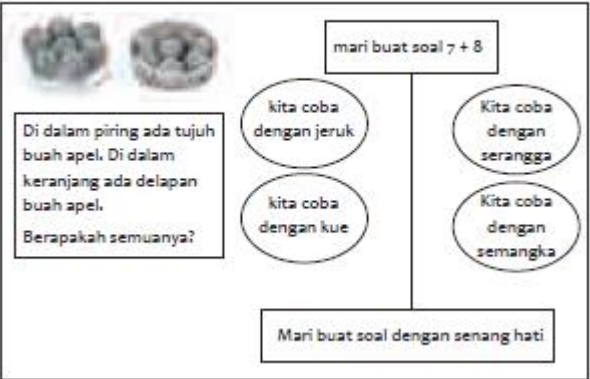 mari buat soal 7 + 8
Di dalam piring ada tujuh
buah apel. Di dalam
keranjang ada delapan
buah apel.
Berapakah semuanya?
kita coba
dengan jeruk
Kita coba
dengan
serangga
kita coba
dengan kue
Kita coba
dengan
semangka
Mari buat soal dengan senang hati